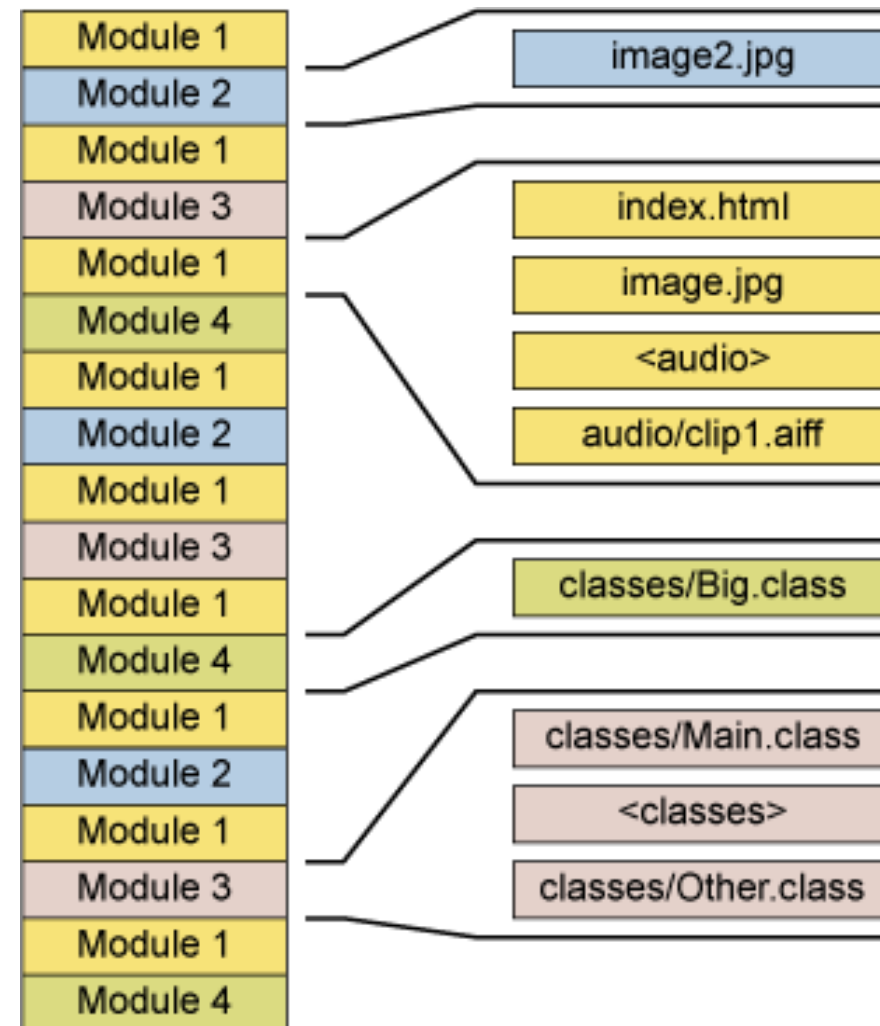 Module 1
Module 2
Module 1
Module 3
Module 1
Module 4
Module 1
Module 2
Module 1
Module 3
Module 1
Module 4
Module 1
Module 2
Module 1
Module 3
Module 1
Module 4
image2.jpg
index.html
image.jpg
<audio>
audio/clip1.aiff
classes/Big.class
classes/Main.class
<classes>
classes/Other.class